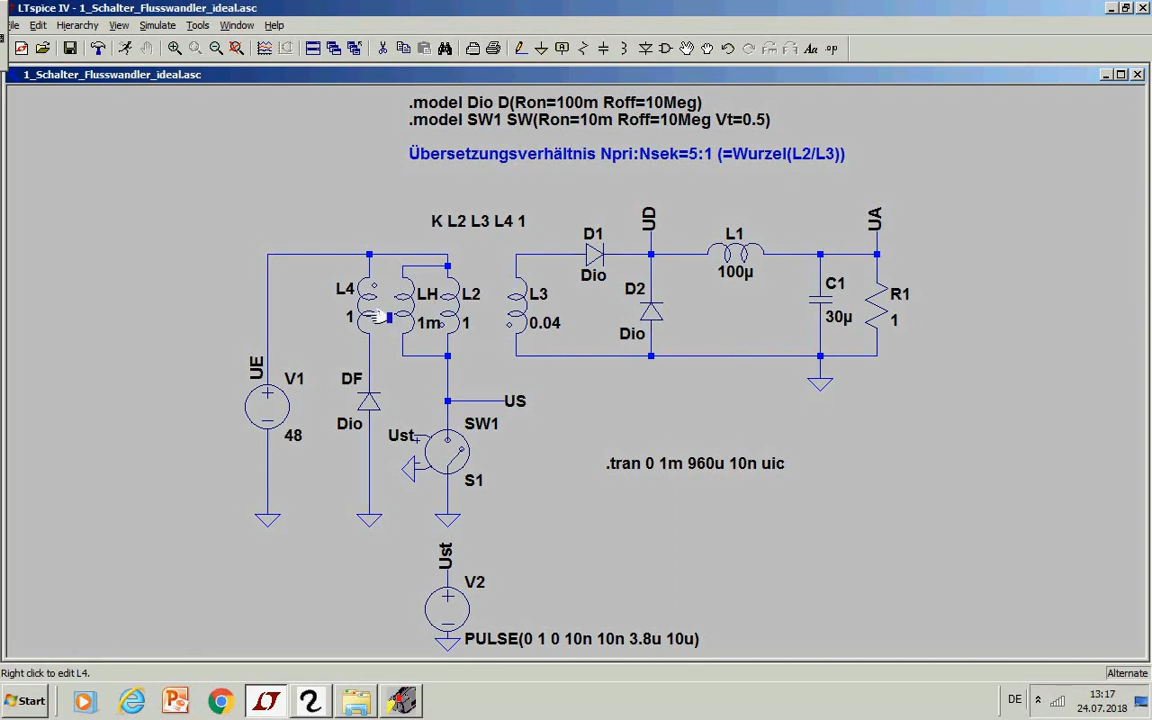 LTspice IV - 1_Schalter_Flusswandler_ideal.asc
ile Edit Hierarchy View Simulate Tools Window Help
1_Schalter_Flusswandler_ideal.asc
.model Dio D(Ron=100m Roff=10Meg)
.model SW1 SW(Ron=10m Roff=10Meg Vt=0.5)
Übersetzungsverhältnis Npri:Nsek=5:1 (=Wurzel(L2/L3))
K L2 L3 L4 1
UD
UA
D1
Dio
L1
100µ
L4
1
LH
1m
L2
1
L3
0.04
D2
Dio
C1
30µ
R1
1
UE
V1
48
DF
Dio
US
Ust
SW1
S1
.tran 0 1m 960u 10n uic
Ust
V2
PULSE(0 1 0 10n 10n 3.8u 10u)
Right click to edit L4.
Alternate
Start
DE
13:17
24.07.2018